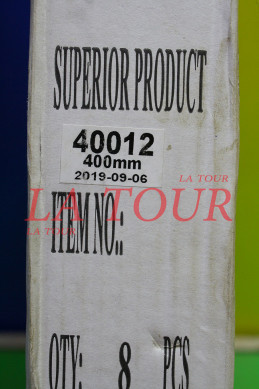 SUPERIOR PRODUCT
40012
400mm
2019-09-06
LA TOUR
LA TOUR
LA TOUR
ITEM NO.:
QTY: 8 PCS